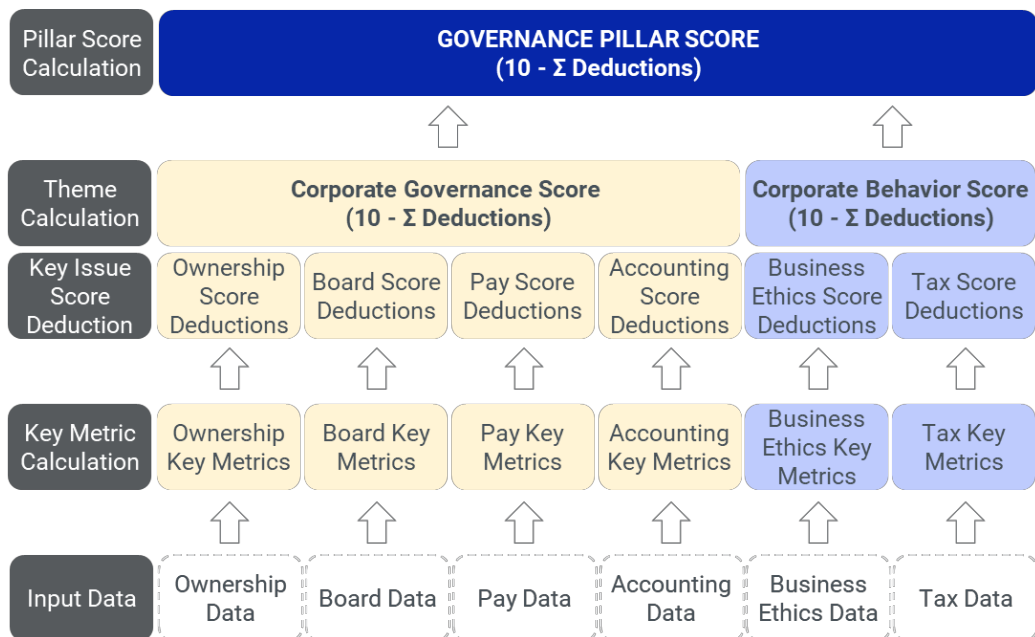 Pillar Score
Calculation
GOVERNANCE PILLAR SCORE
(10 - Σ Deductions)
Theme
Calculation
Corporate Governance Score
(10 - Σ Deductions)
Corporate Behavior Score
(10 - Σ Deductions)
Key Issue
Score
Deduction
Ownership
Score
Deductions
Board Score
Deductions
Pay Score
Deductions
Accounting
Score
Deductions
Business
Ethics Score
Deductions
Tax Score
Deductions
Key Metric
Calculation
Ownership
Key Metrics
Board Key
Metrics
Pay Key
Metrics
Accounting
Key Metrics
Business
Ethics Key
Metrics
Tax Key
Metrics
Input Data
Ownership
Data
Board Data
Pay Data
Accounting
Data
Business
Ethics Data
Tax Data